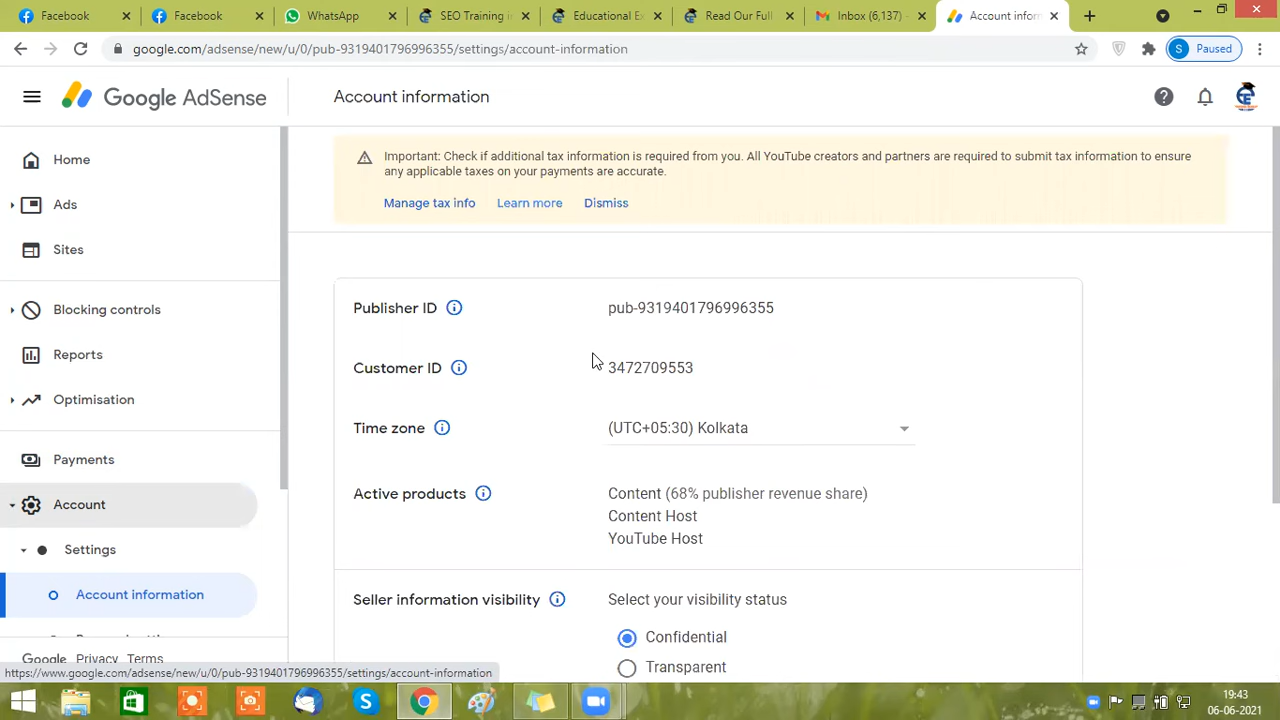 Facebook
Facebook
WhatsApp
SEO Training in
Educational Ex
Read Our Full
Inbox (6,137) -
Account inforn
google.com/adsense/new/u/0/pub-9319401796996355/settings/account-information
S
Paused
Google AdSense
Account information
Home
Ads
Sites
Blocking controls
Reports
Optimisation
Payments
Account
Settings
Account information
Google
Privacy
Terms
Important: Check if additional tax information is required from you. All YouTube creators and partners are required to submit tax information to ensure
any applicable taxes on your payments are accurate.
Manage tax info
Learn more
Dismiss
Publisher ID
pub-9319401796996355
Customer ID
3472709553
Time zone
(UTC+05:30) Kolkata
Active products
Content (68% publisher revenue share)
Content Host
YouTube Host
Seller information visibility
Select your visibility status
Confidential
Transparent
https://www.google.com/adsense/new/u/0/pub-9319401796996355/settings/account-information
19:43
06-06-2021